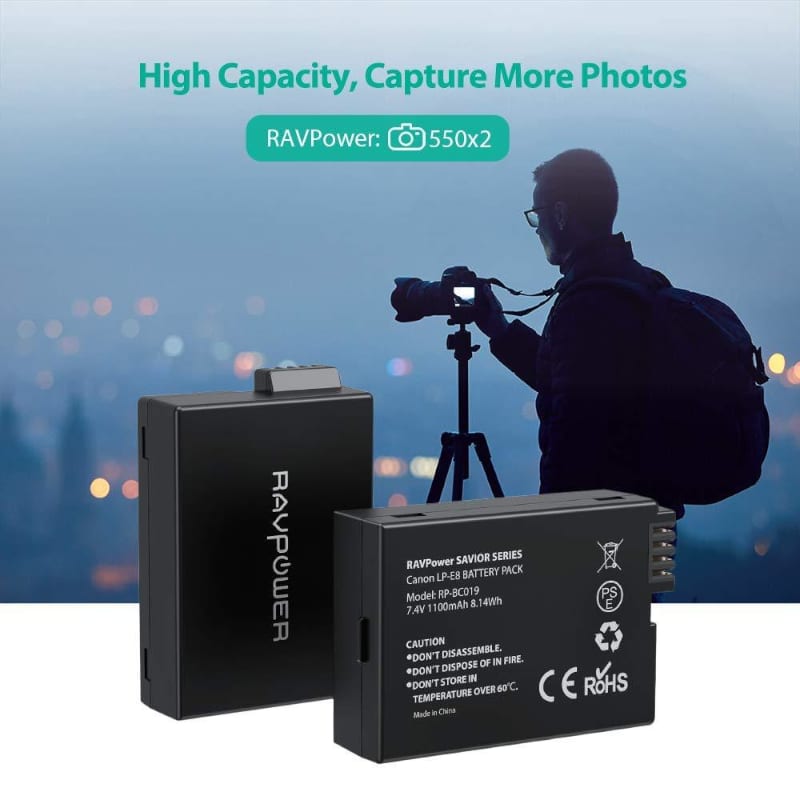 High Capacity, Capture More Photos
RAVPower: 550x2
RAVPOWER
RAVPower SAVIOR SERIES
Canon LP-E8 BATTERY PACK
Model: RP-BC019
7.4V 1100mAh 8.14Wh
PS
E
CAUTION
•DON'T DISASSEMBLE.
•DON'T DISPOSE OF IN FIRE.
•DON'T STORE IN
TEMPERATURE OVER 60℃.
Made in China
CE RoHS